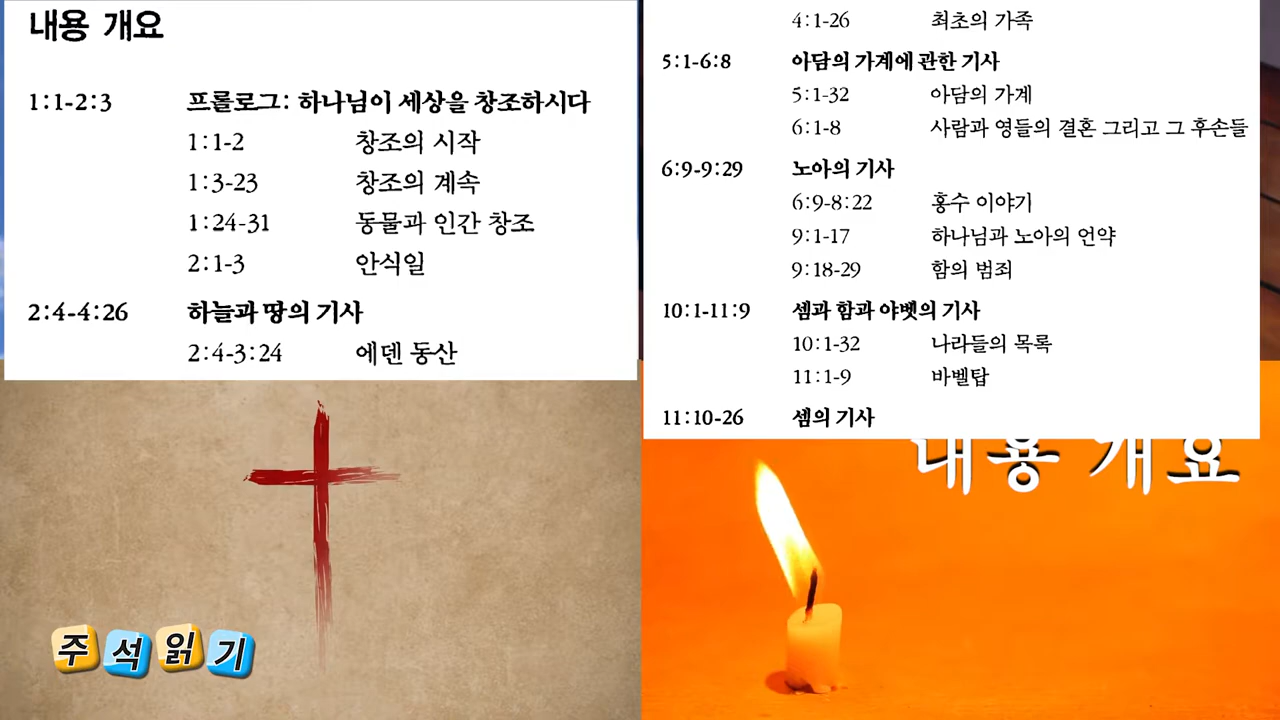 내용 개요
1:1-2:3 프롤로그: 하나님이 세상을 창조하시다
1:1-2 창조의 시작
1:3-23 창조의 계속
1:24-31 동물과 인간 창조
2:1-3 안식일
2:4-4:26 하늘과 땅의 기사
2:4-3:24 에덴 동산
4:1-26 최초의 가족
5:1-6:8 아담의 가계에 관한 기사
5:1-32 아담의 가계
6:1-8 사람과 영들의 결혼 그리고 그 후손들
6:9-9:29 노아의 기사
6:9-8:22 홍수 이야기
9:1-17 하나님과 노아의 언약
9:18-29 함의 범죄
10:1-11:9 셈과 함과 야벳의 기사
10:1-32 나라들의 목록
11:1-9 바벨탑
11:10-26 셈의 기사
주석읽기
내용 개요